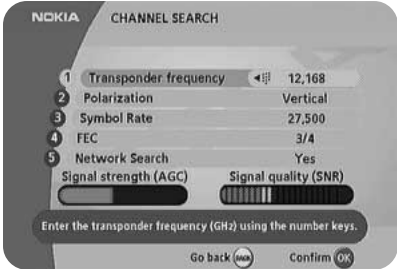 NOKIA CHANNEL SEARCH
1 Transponder frequency 12,168
2 Polarization Vertical
3 Symbol Rate 27,500
4 FEC 3/4
5 Network Search Yes
Signal strength (AGC) Signal quality (SNR)
Enter the transponder frequency (GHz) using the number keys.
Go back BACK Confirm OK